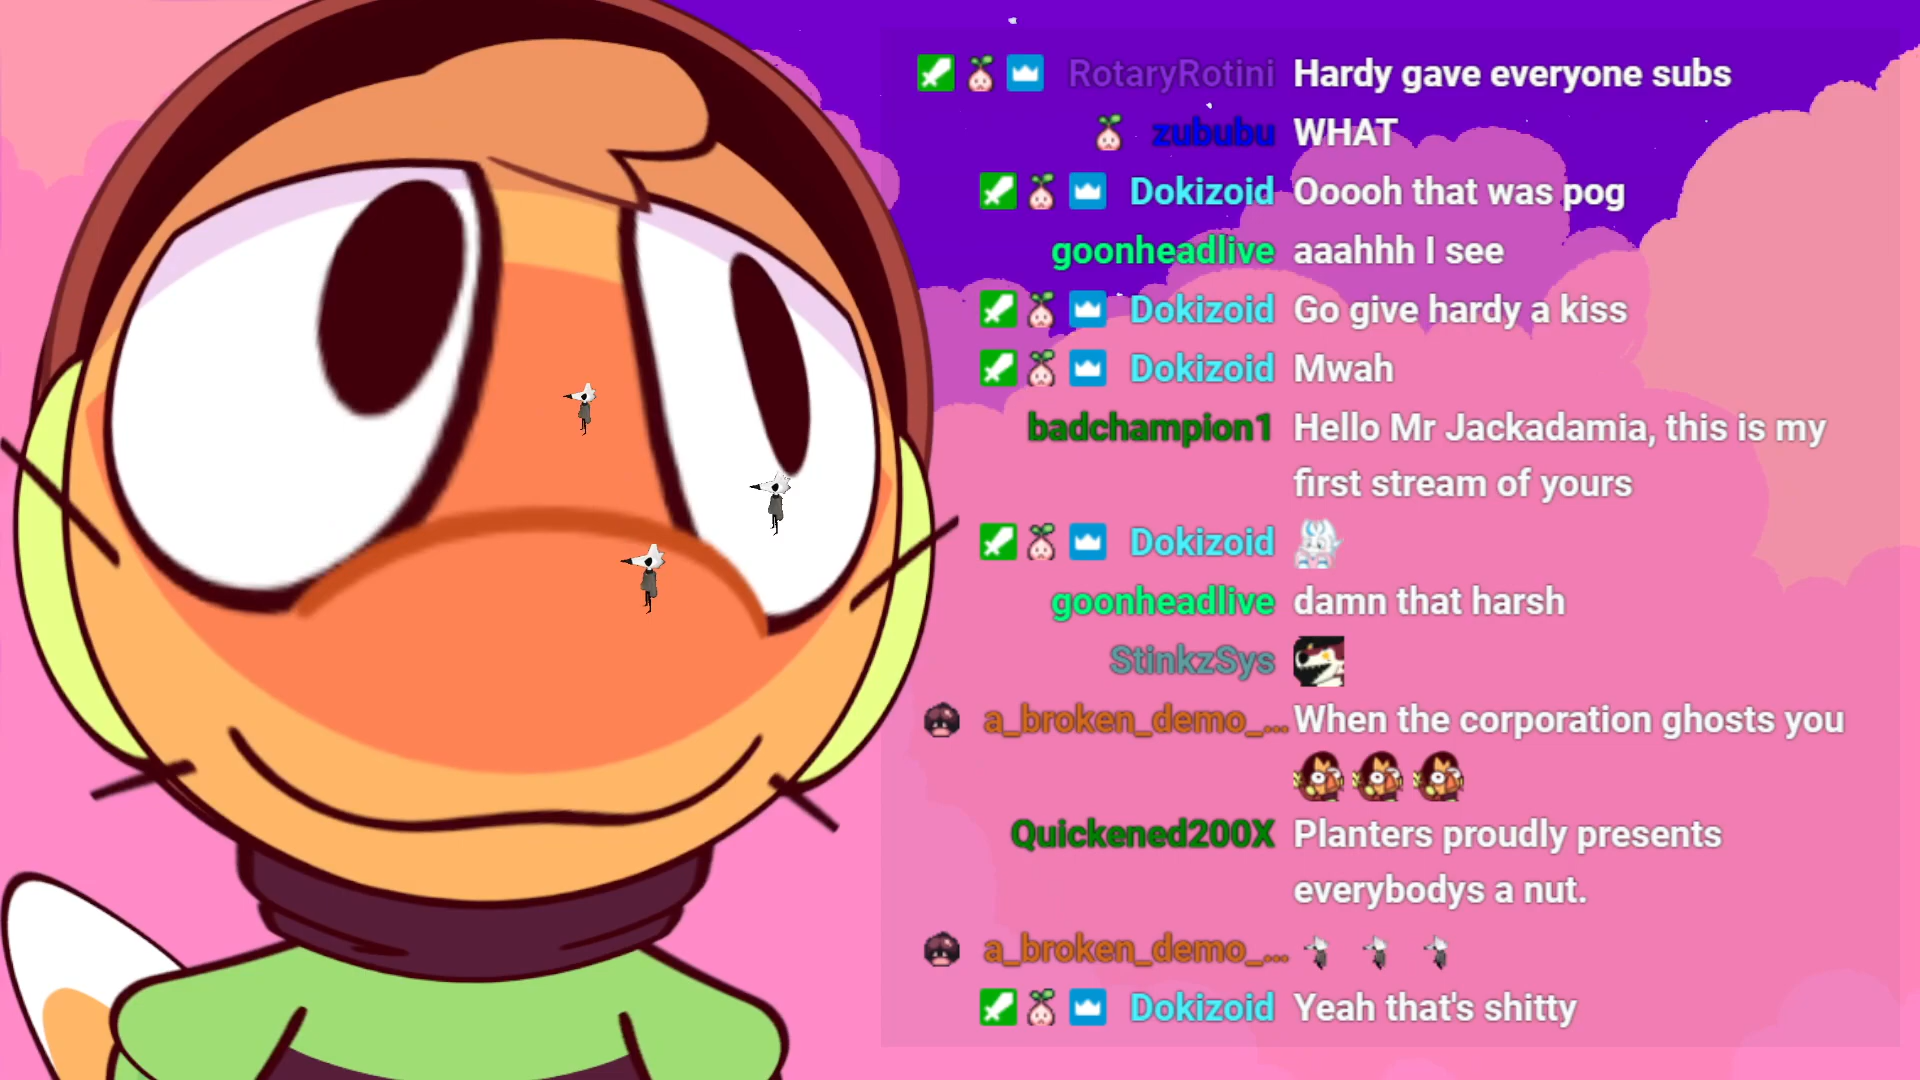 RotaryRotini Hardy gave everyone subs
zububu WHAT
Dokizoid Ooooh that was pog
goonheadlive aaahhh I see
Dokizoid Go give hardy a kiss
Dokizoid Mwah
badchampion1 Hello Mr Jackadamia, this is my
first stream of yours
Dokizoid
goonheadlive damn that harsh
StinkzSys
a_broken_demo_... When the corporation ghosts you
Quickened200X Planters proudly presents
everybodys a nut.
a_broken_demo_...
Dokizoid Yeah that's shitty